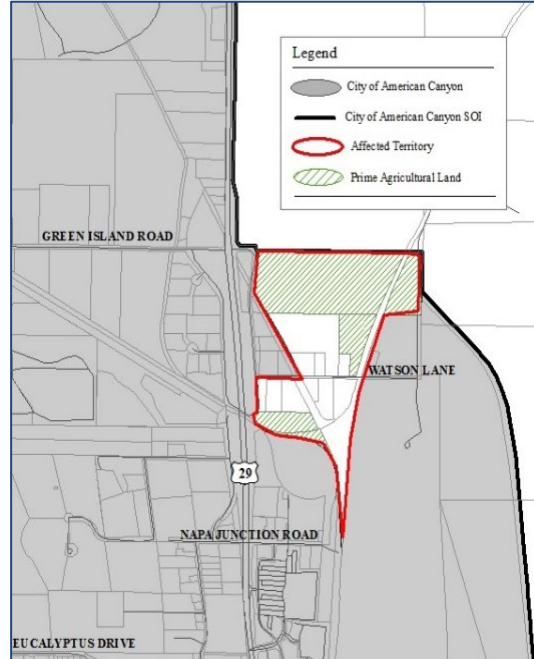 Legend
City of American Canyon
City of American Canyon SOI
Affected Territory
Prime Agricultural Land
GREEN ISLAND ROAD
WATSON LANE
29
NAPA JUNCTION ROAD
EUCALYPTUS DRIVE